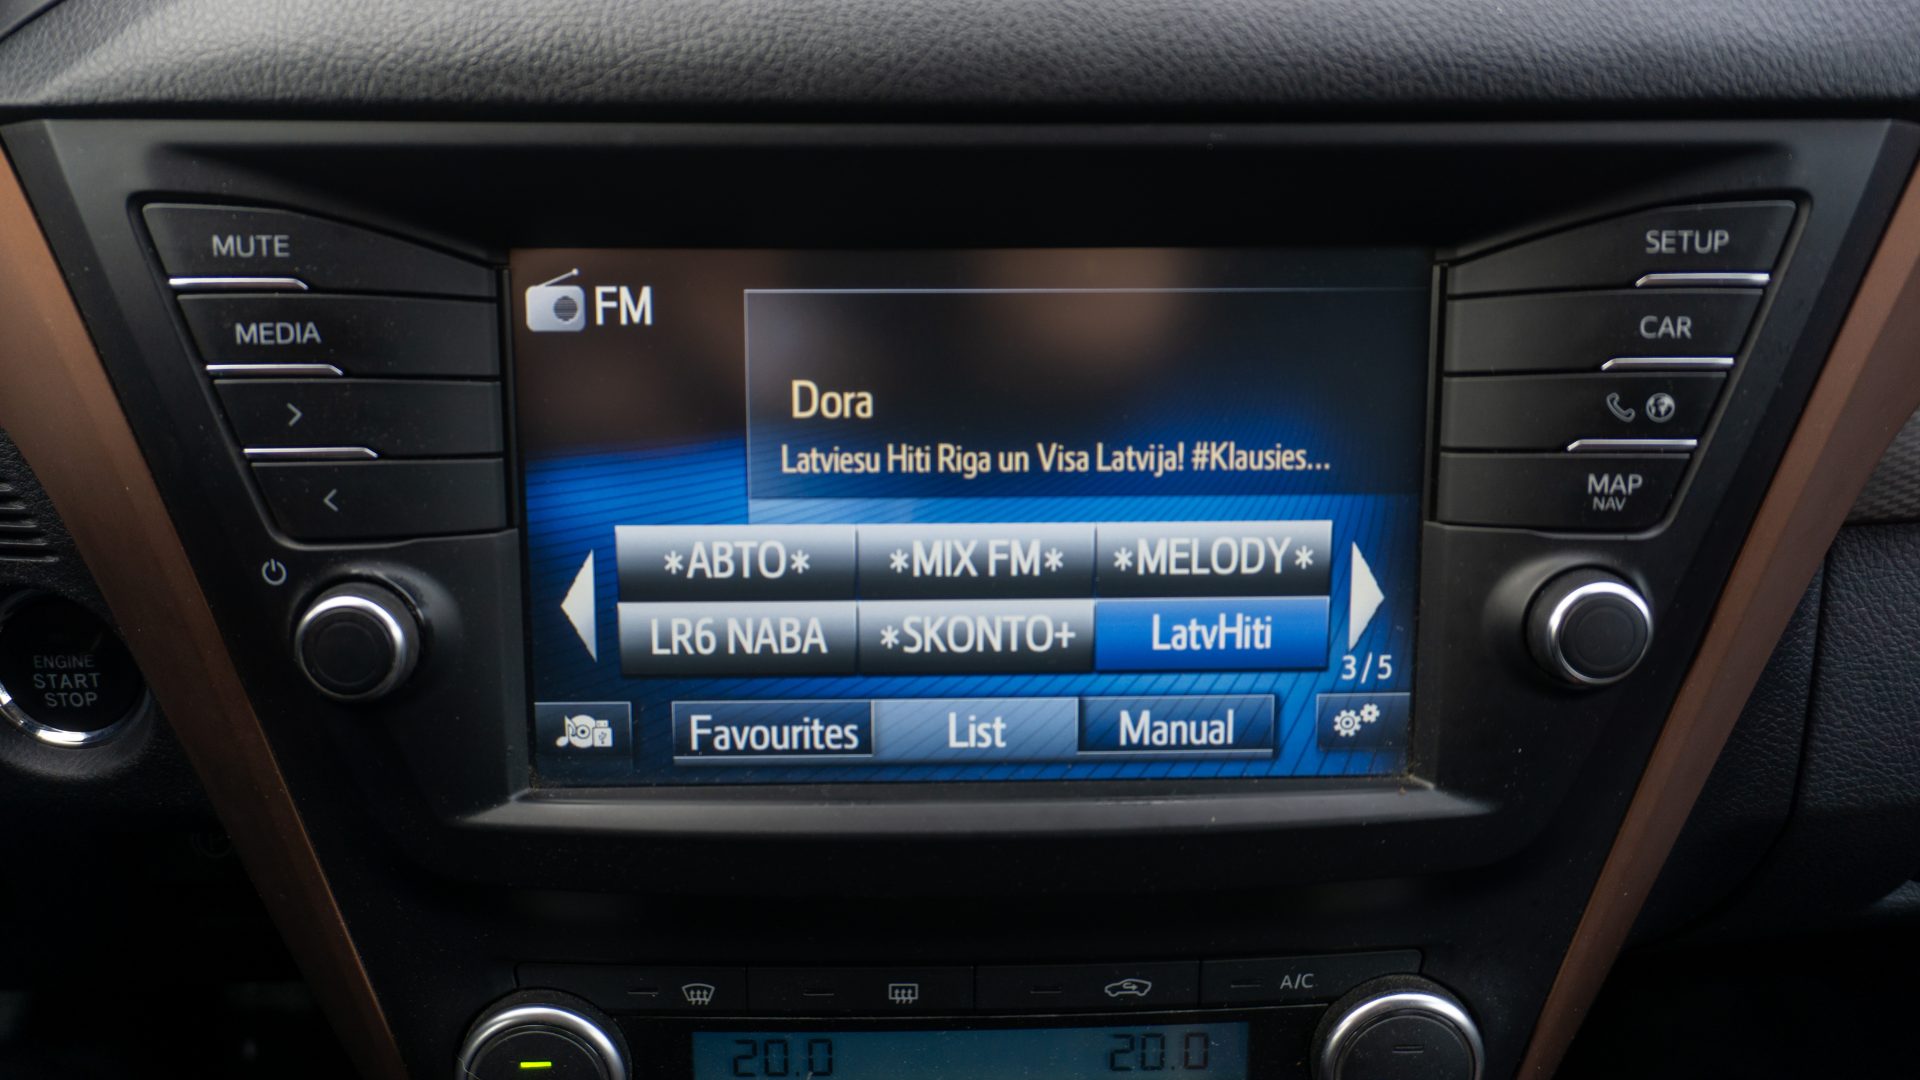 MUTE
SETUP
FM
MEDIA
CAR
Dora
Latviesu Hiti Riga un Visa Latvija! #Klausies...
MAP
NAV
*ABTO*
*MIX FM*
*MELODY*
LR6 NABA
*SKONTO+
LatvHiti
3/5
ENGINE
START
STOP
Favourites
List
Manual
A/C
20.0
20.0